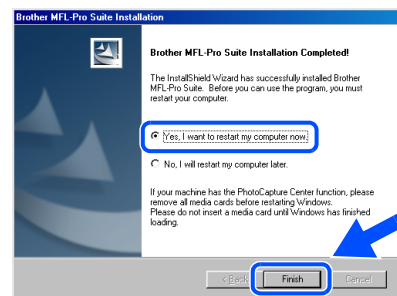 Brother MFL-Pro Suite Installation
Brother MFL-Pro Suite Installation Completed!
The InstallShield Wizard has successfully installed Brother
MFL-Pro Suite. Before you can use the program, you must
restart your computer.
Yes, I want to restart my computer now.
No, I will restart my computer later.
If your machine has the PhotoCapture Center function, please
remove all media cards before restarting Windows.
Please do not insert a media card until Windows has finished
loading.
< Back Finish Cancel